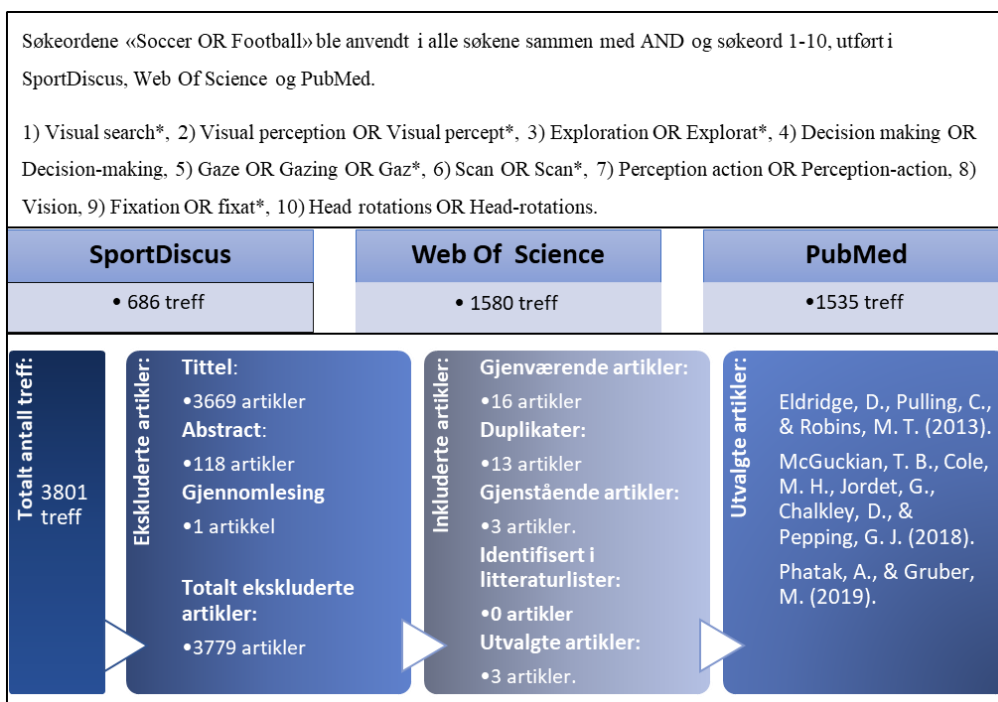 Søkeordene «Soccer OR Football» ble anvendt i alle søkene sammen med AND og søkeord 1-10, utført i
SportDiscus, Web Of Science og PubMed.
1) Visual search*, 2) Visual perception OR Visual percept*, 3) Exploration OR Explorat*, 4) Decision making OR
Decision-making, 5) Gaze OR Gazing OR Gaz*, 6) Scan OR Scan*, 7) Perception action OR Perception-action, 8)
Vision, 9) Fixation OR fixat*, 10) Head rotations OR Head-rotations.
SportDiscus
• 686 treff
Web Of Science
• 1580 treff
PubMed
•1535 treff
Totalt antall treff:
3801
treff
Ekskluderte artikler:
Tittel:
•3669 artikler
Abstract:
•118 artikler
Gjennomlesing
•1 artikkel
Totalt ekskluderte
artikler:
•3779 artikler
Inkluderte artikler:
Gjenværende artikler:
•16 artikler
Duplikater:
•13 artikler
Gjenstående artikler:
•3 artikler.
Identifisert i
litteraturlister:
•0 artikler
Utvalgte artikler:
•3 artikler.
Utvalgte artikler:
Eldridge, D., Pulling, C.,
& Robins, M. T. (2013).
McGuckian, T. B., Cole,
M. H., Jordet, G.,
Chalkley, D., &
Pepping, G. J. (2018).
Phatak, A., & Gruber,
M. (2019).